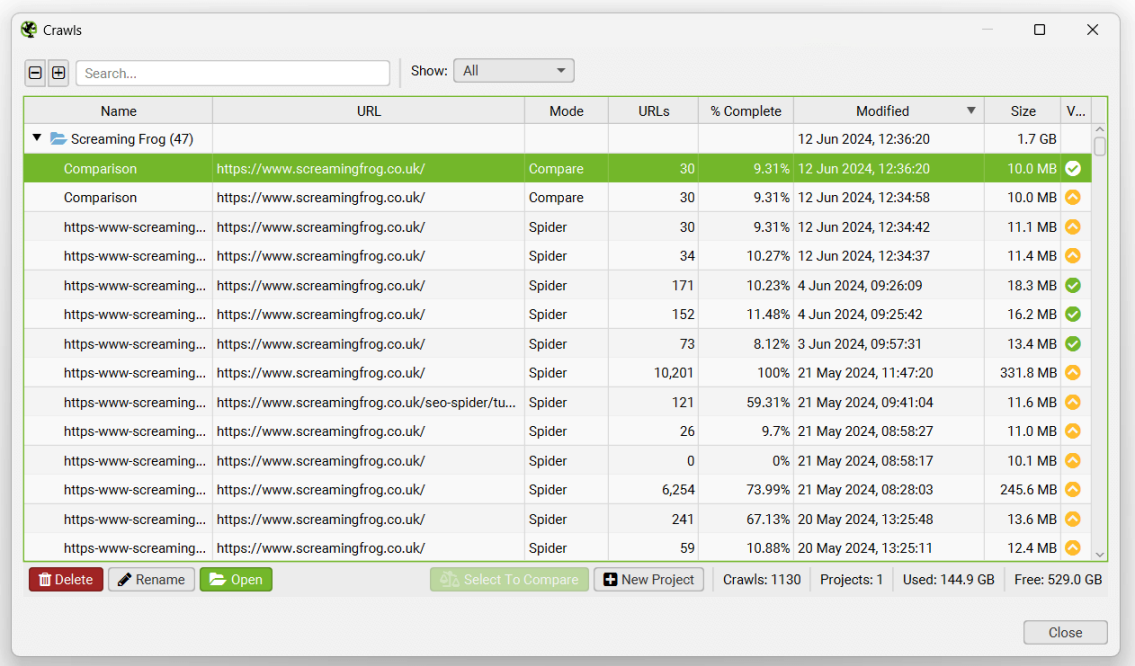 Crawls
Search... Show: All
Name URL Mode URLs % Complete Modified Size V...
Screaming Frog (47) 12 Jun 2024, 12:36:20 1.7 GB
Comparison https://www.screamingfrog.co.uk/ Compare 30 9.31% 12 Jun 2024, 12:36:20 10.0 MB
Comparison https://www.screamingfrog.co.uk/ Compare 30 9.31% 12 Jun 2024, 12:34:58 10.0 MB
https-www-screaming... https://www.screamingfrog.co.uk/ Spider 30 9.31% 12 Jun 2024, 12:34:42 11.1 MB
https-www-screaming... https://www.screamingfrog.co.uk/ Spider 34 10.27% 12 Jun 2024, 12:34:37 11.4 MB
https-www-screaming... https://www.screamingfrog.co.uk/ Spider 171 10.23% 4 Jun 2024, 09:26:09 18.3 MB
https-www-screaming... https://www.screamingfrog.co.uk/ Spider 152 11.48% 4 Jun 2024, 09:25:42 16.2 MB
https-www-screaming... https://www.screamingfrog.co.uk/ Spider 73 8.12% 3 Jun 2024, 09:57:31 13.4 MB
https-www-screaming... https://www.screamingfrog.co.uk/ Spider 10,201 100% 21 May 2024, 11:47:20 331.8 MB
https-www-screaming... https://www.screamingfrog.co.uk/seo-spider/tu... Spider 121 59.31% 21 May 2024, 09:41:04 11.6 MB
https-www-screaming... https://www.screamingfrog.co.uk/ Spider 26 9.7% 21 May 2024, 08:58:27 11.0 MB
https-www-screaming... https://www.screamingfrog.co.uk/ Spider 0 0% 21 May 2024, 08:58:17 10.1 MB
https-www-screaming... https://www.screamingfrog.co.uk/ Spider 6,254 73.99% 21 May 2024, 08:28:03 245.6 MB
https-www-screaming... https://www.screamingfrog.co.uk/ Spider 241 67.13% 20 May 2024, 13:25:48 13.6 MB
https-www-screaming... https://www.screamingfrog.co.uk/ Spider 59 10.88% 20 May 2024, 13:25:11 12.4 MB
Delete Rename Open Select To Compare New Project Crawls: 1130 Projects: 1 Used: 144.9 GB Free: 529.0 GB
Close